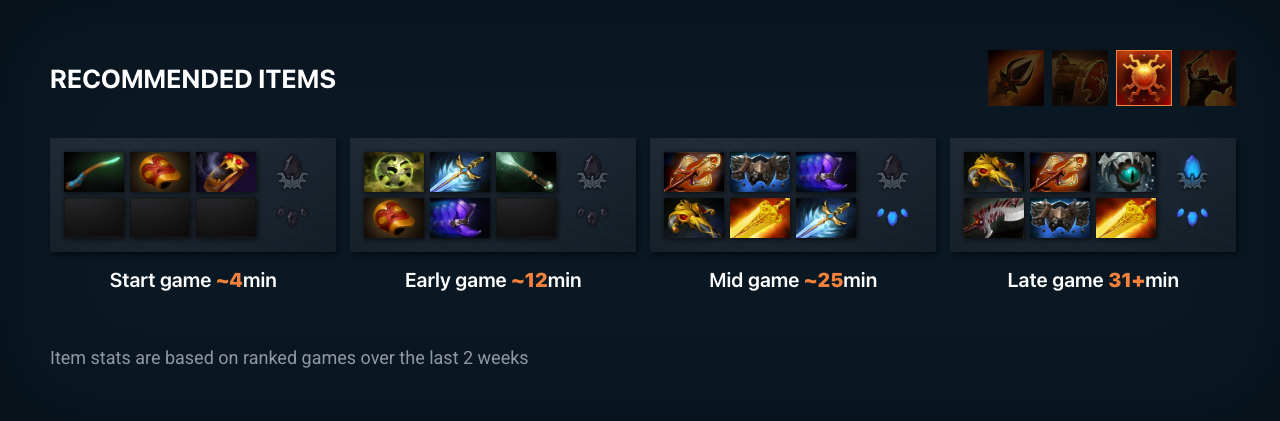 RECOMMENDED ITEMS
Start game ~4min
Early game ~12min
Mid game ~25min
Late game 31+min
Item stats are based on ranked games over the last 2 weeks